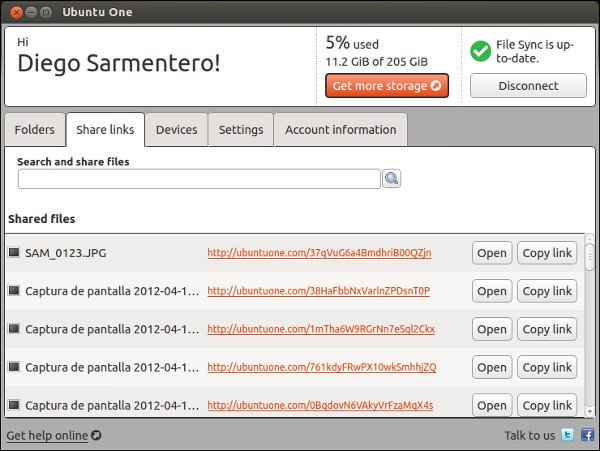 Ubuntu One
Hi
Diego Sarmentero!
5% used
11.2 GiB of 205 GiB
Get more storage
File Sync is up-
to-date.
Disconnect
Folders
Share links
Devices
Settings
Account information
Search and share files
Shared files
SAM_0123.JPG http://ubuntuone.com/37qVuG6a4BmdhriB00QZjn Open Copy link
Captura de pantalla 2012-04-1... http://ubuntuone.com/38HaFbbNxVarlnZPDsnT0P Open Copy link
Captura de pantalla 2012-04-1... http://ubuntuone.com/1mTha6W9RGrNn7eSql2Ckx Open Copy link
Captura de pantalla 2012-04-1... http://ubuntuone.com/761kdyFRwPX10wkSmhhjZQ Open Copy link
Captura de pantalla 2012-04-1... http://ubuntuone.com/0BqdovN6VAkyVrFzaMqX4s Open Copy link
Get help online
Talk to us